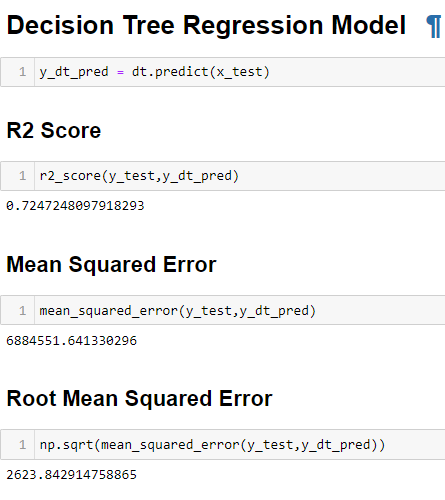 Decision Tree Regression Model ¶
1 y_dt_pred = dt.predict(x_test)
R2 Score
1 r2_score(y_test,y_dt_pred)
0.7247248097918293
Mean Squared Error
1 mean_squared_error(y_test,y_dt_pred)
6884551.641330296
Root Mean Squared Error
1 np.sqrt(mean_squared_error(y_test,y_dt_pred))
2623.842914758865